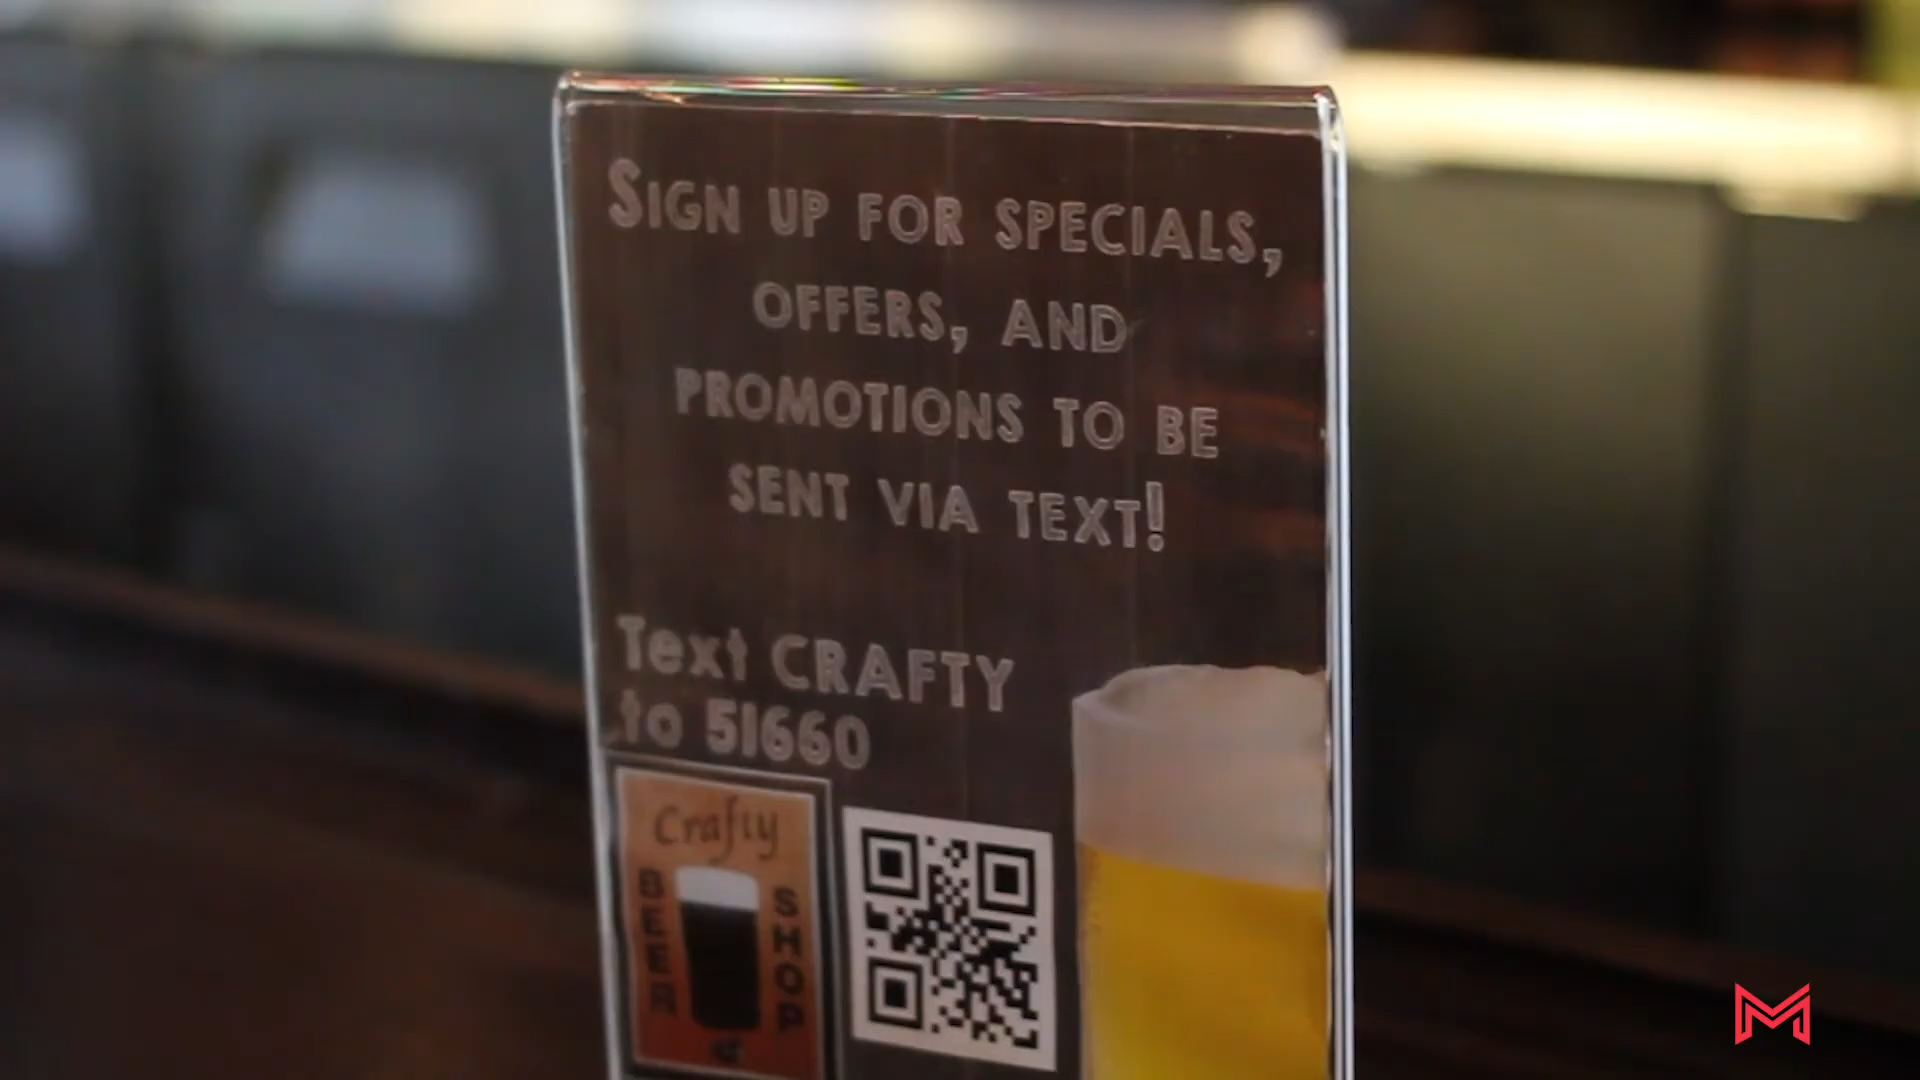 SIGN UP FOR SPECIALS,
OFFERS, AND
PROMOTIONS TO BE
SENT VIA TEXT!
Text CRAFTY
to 51660
Crafty
BEER
SHOP